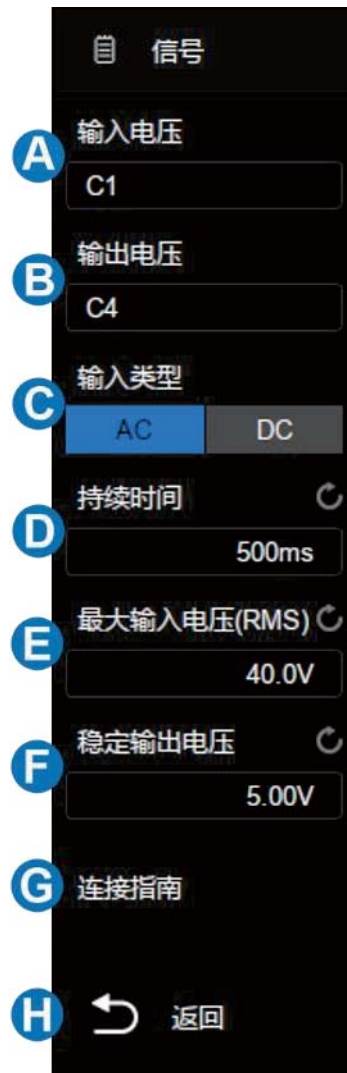 信号
A
输入电压
C1
B
输出电压
C4
C
输入类型
AC DC
D
持续时间
500ms
E
最大输入电压(RMS)
40.0V
F
稳定输出电压
5.00V
G
连接指南
H
返回